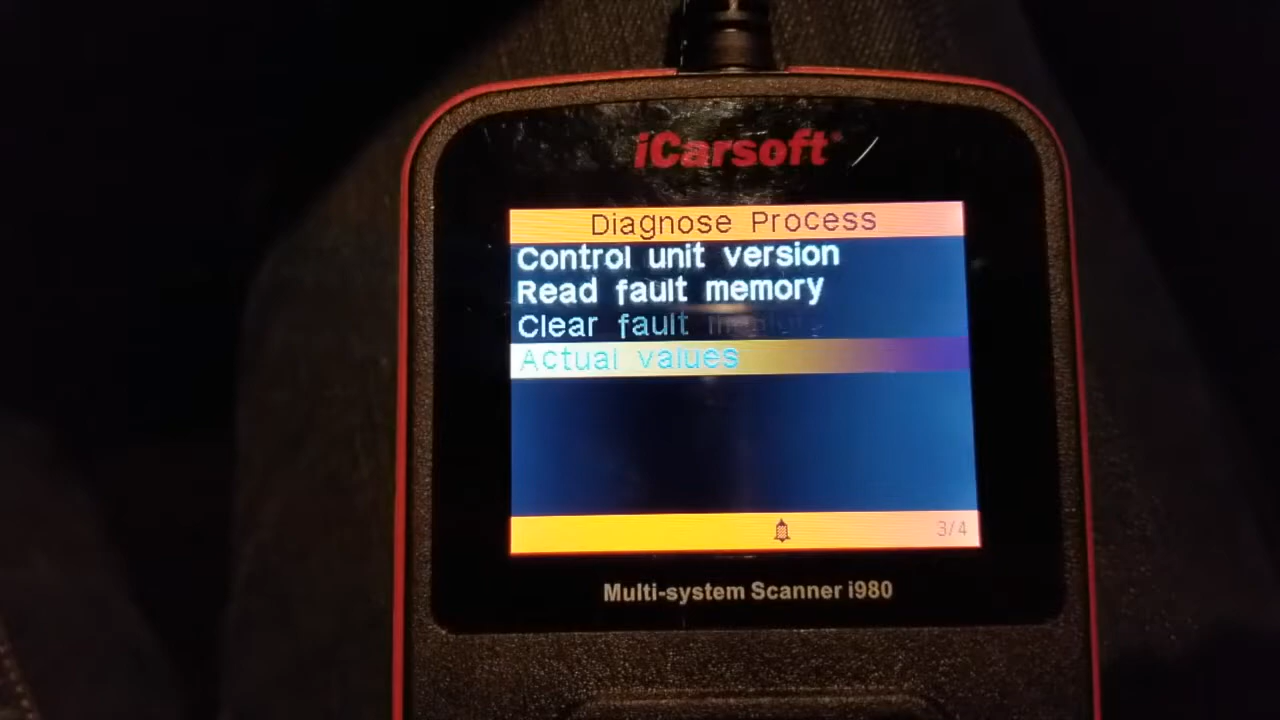 iCarsoft
Diagnose Process
Control unit version
Read fault memory
Clear fault
Actual values
3/4
Multi-system Scanner i980